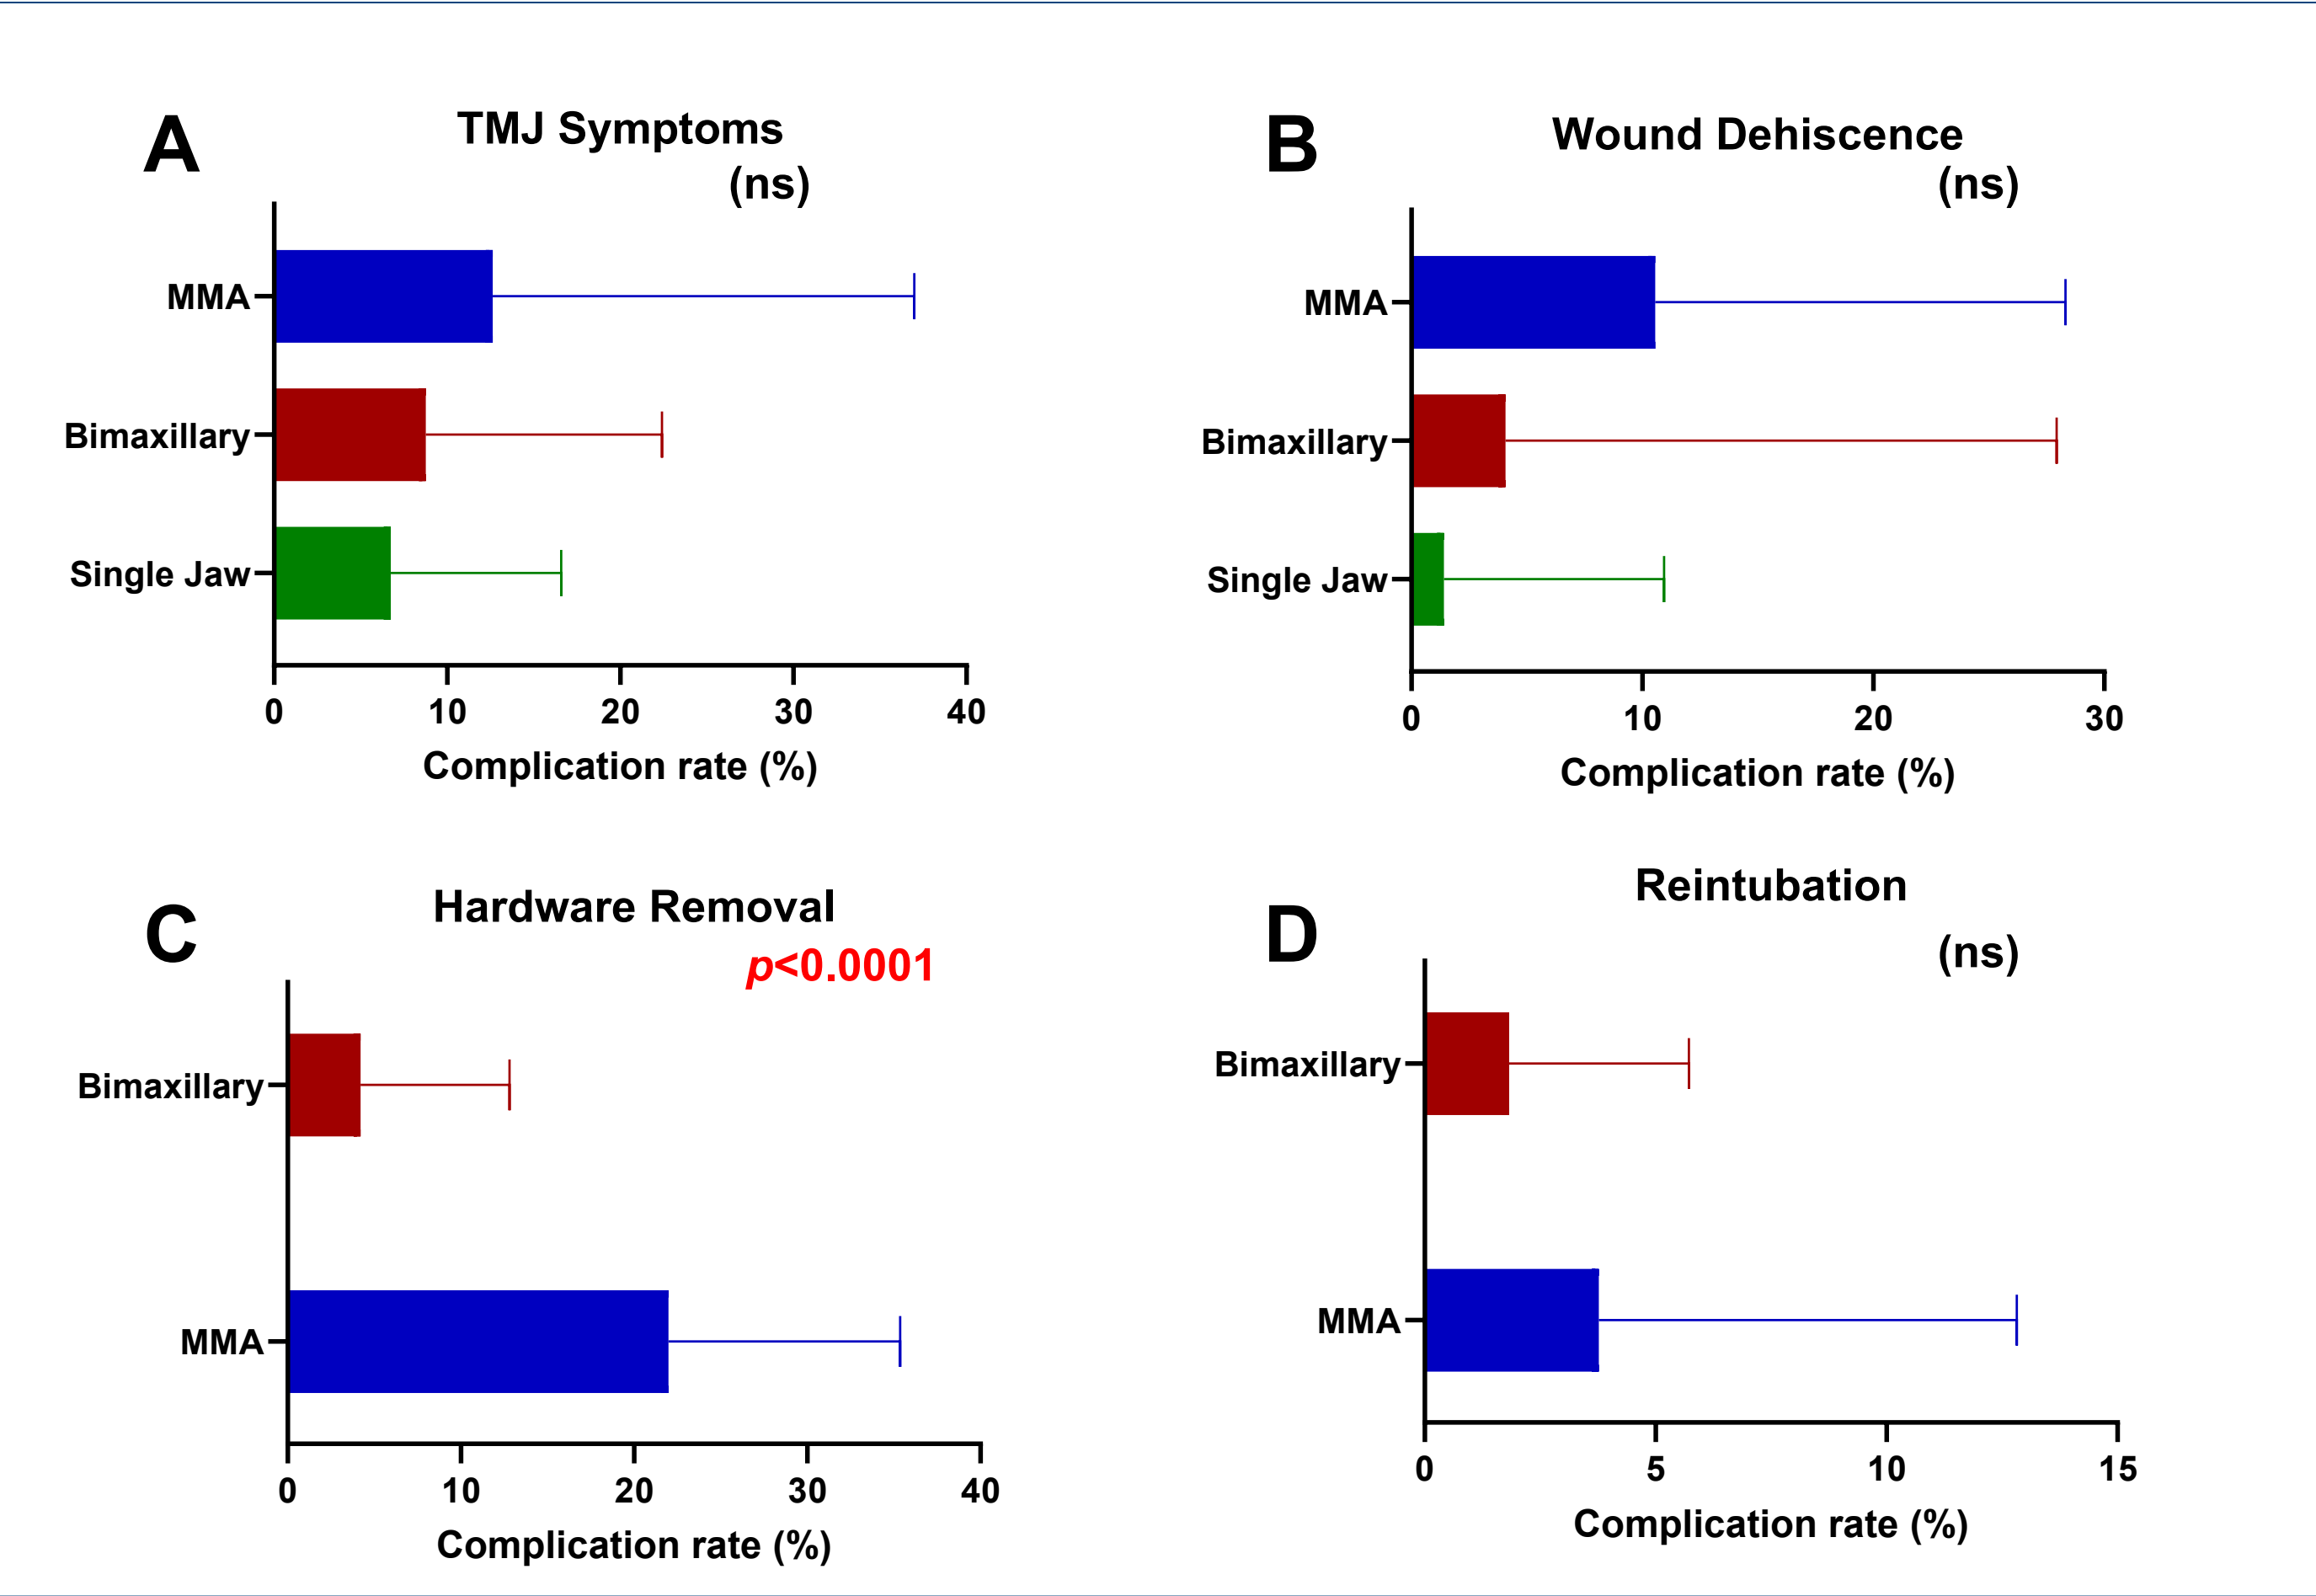 A
TMJ Symptoms
(ns)
MMA
Bimaxillary
Single Jaw
0 10 20 30 40
Complication rate (%)
B
Wound Dehiscence
(ns)
MMA
Bimaxillary
Single Jaw
0 10 20 30
Complication rate (%)
C
Hardware Removal
p<0.0001
Bimaxillary
MMA
0 10 20 30 40
Complication rate (%)
D
Reintubation
(ns)
Bimaxillary
MMA
0 5 10 15
Complication rate (%)